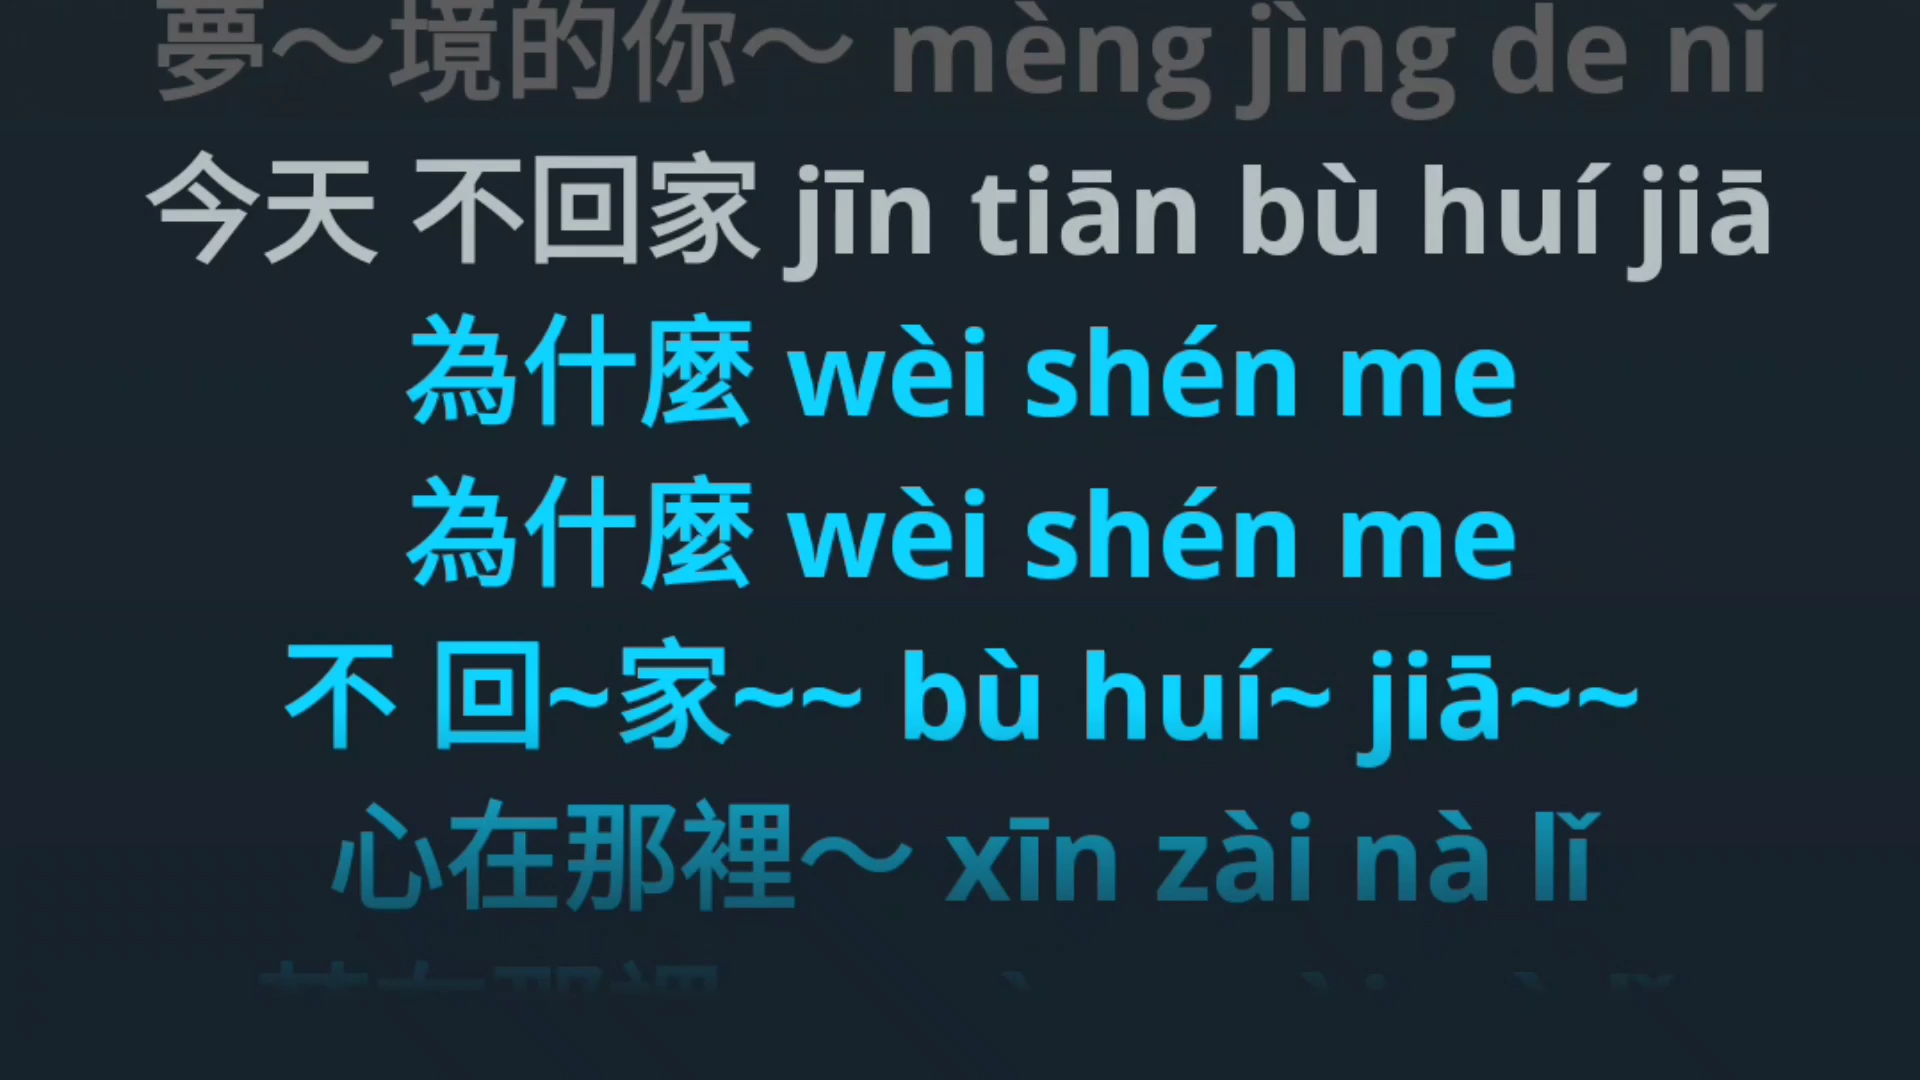 夢～境的你～ mèng jìng de nǐ
今天 不回家 jīn tiān bù huí jiā
為什麼 wèi shén me
為什麼 wèi shén me
不 回~家~~ bù huí~ jiā~~
心在那裡～ xīn zài nà lǐ